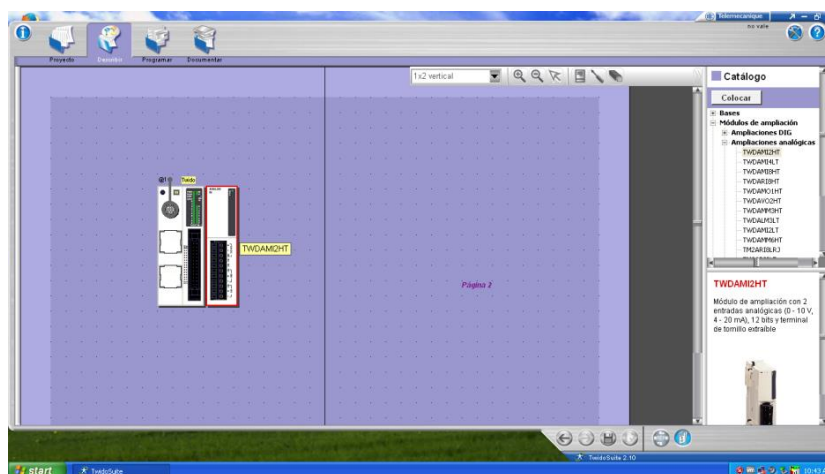 Telemecanique
no vale
Proyecto
Describir
Programar
Documentar
1x2 vertical
Catálogo
Colocar
Bases
Módulos de ampliación
Ampliaciones DIG
Ampliaciones analógicas
TWDAMI2HT
TWDAMI4LT
TWDAMI8HT
TWDARI8HT
TWDAMO1HT
TWDAVO2HT
TWDAMM3HT
TWDALM3LT
TWDAMI2LT
TWDAMM6HT
TM2ARI8LRJ
Twido
TWDAMI2HT
Página 2
TWDAMI2HT
Módulo de ampliación con 2
entradas analógicas (0 - 10 V,
4 - 20 mA), 12 bits y terminal
de tornillo extraíble
TwidoSuite 2.10
start
TwidoSuite
10:43 A